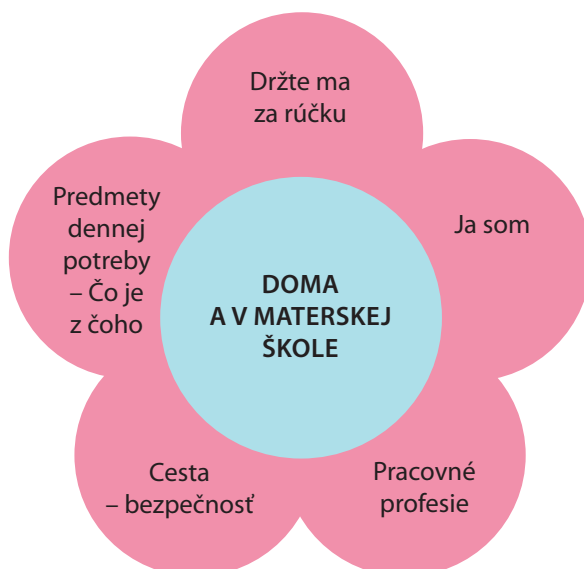 Držte ma
za rúčku
Ja som
Pracovné
profesie
Cesta
– bezpečnosť
Predmety
dennej
potreby
– Čo je
z čoho
DOMA
A V MATERSKEJ
ŠKOLE